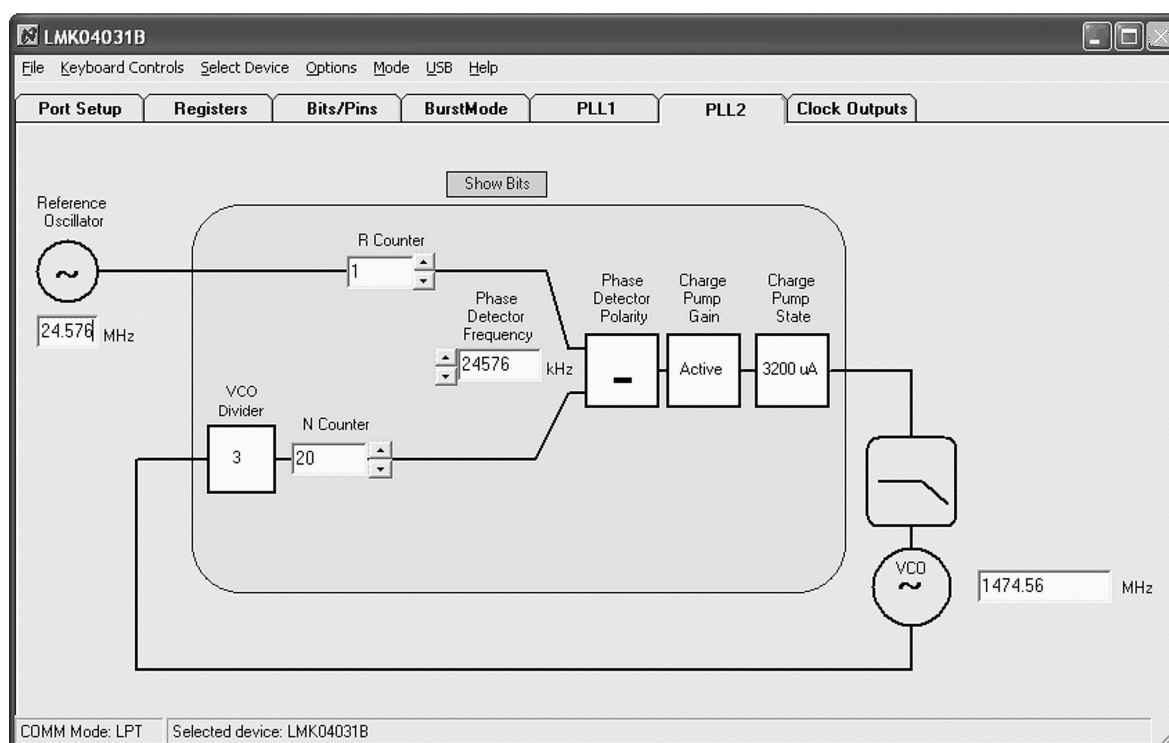 LMK04031B
File Keyboard Controls Select Device Options Mode USB Help
Port Setup Registers Bits/Pins BurstMode PLL1 PLL2 Clock Outputs
Show Bits
Reference
Oscillator
24.576 MHz
R Counter
1
Phase
Detector
Frequency
24576 kHz
Phase
Detector
Polarity
-
Charge
Pump
Gain
Active
Charge
Pump
State
3200 uA
VCO
Divider
3
N Counter
20
VCO
~
1474.56 MHz
COMM Mode: LPT Selected device: LMK04031B